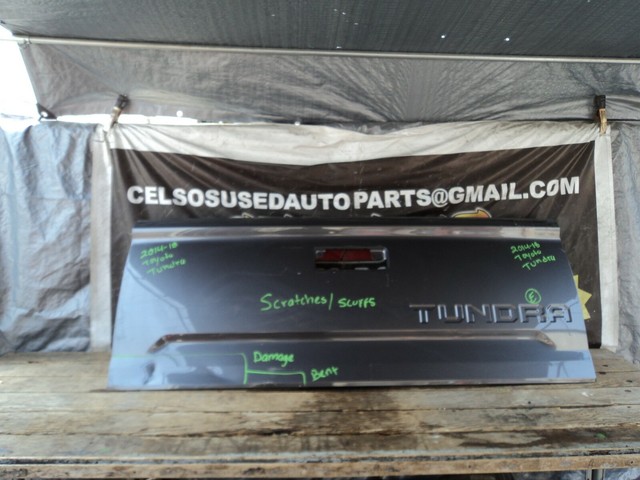 CELSOSUSEDAUTOPARTS@GMAIL.COM
2014-18
Toyota
Tundra
2014-18
Toyota
Tundra
E
Scratches/scuffs
TUNDRA
Damage
Bent